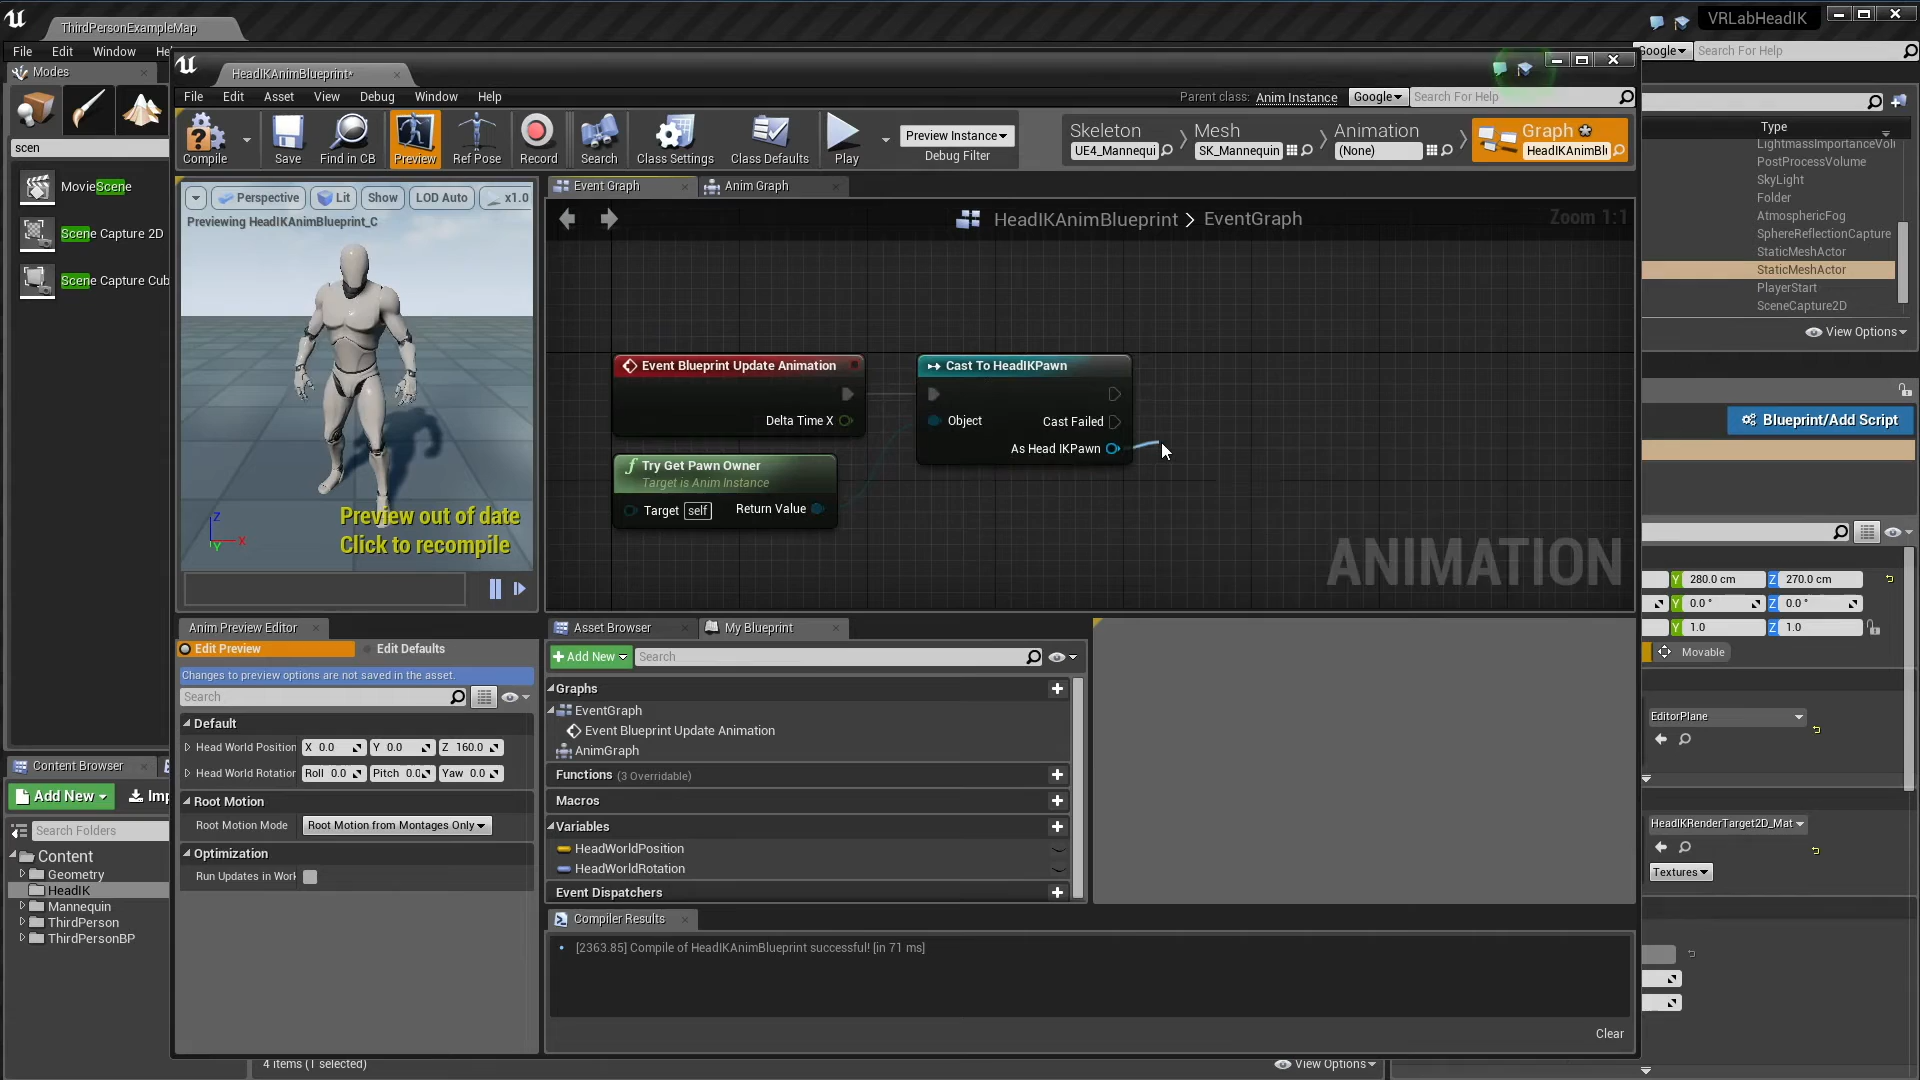 ThirdPersonExampleMap
VRLabHeadIK
File Edit Window
Google
Search For Help
Modes
scen
MovieScene
Scene Capture 2D
Scene Capture Cub
HeadIKAnimBlueprint*
File Edit Asset View Debug Window Help
Parent class: Anim Instance
Google
Search For Help
Compile
Save
Find in CB
Preview
Ref Pose
Record
Search
Class Settings
Class Defaults
Play
Preview Instance
Debug Filter
Skeleton
UE4_Mannequi
Mesh
SK_Mannequin
Animation
(None)
Graph
HeadIKAnimBl
Perspective
Lit
Show
LOD Auto
x1.0
Previewing HeadIKAnimBlueprint_C
Preview out of date
Click to recompile
Z
X
Y
Event Graph
Anim Graph
HeadIKAnimBlueprint > EventGraph
Zoom 1:1
Event Blueprint Update Animation
Delta Time X
Try Get Pawn Owner
Target is Anim Instance
Target self
Return Value
Cast To HeadIKPawn
Object
Cast Failed
As Head IKPawn
ANIMATION
Anim Preview Editor
Edit Preview
Edit Defaults
Changes to preview options are not saved in the asset.
Search
Default
Head World Position X 0.0 Y 0.0 Z 160.0
Head World Rotation Roll 0.0 Pitch 0.0 Yaw 0.0
Root Motion
Root Motion Mode
Root Motion from Montages Only
Optimization
Run Updates in Work
Asset Browser
My Blueprint
Add New
Search
Graphs
EventGraph
Event Blueprint Update Animation
AnimGraph
Functions (3 Overridable)
Macros
Variables
HeadWorldPosition
HeadWorldRotation
Event Dispatchers
Compiler Results
[2363.85] Compile of HeadIKAnimBlueprint successful! [in 71 ms]
Clear
Content Browser
Add New
Imp
Search Folders
Content
Geometry
HeadIK
Mannequin
ThirdPerson
ThirdPersonBP
4 items (1 selected)
View Options
Type
PostProcessVolume
SkyLight
Folder
AtmosphericFog
SphereReflectionCapture
StaticMeshActor
StaticMeshActor
PlayerStart
SceneCapture2D
View Options
Blueprint/Add Script
Y 280.0 cm Z 270.0 cm
Y 0.0 ° Z 0.0 °
Y 1.0 Z 1.0
Movable
EditorPlane
HeadIKRenderTarget2D_Mat
Textures